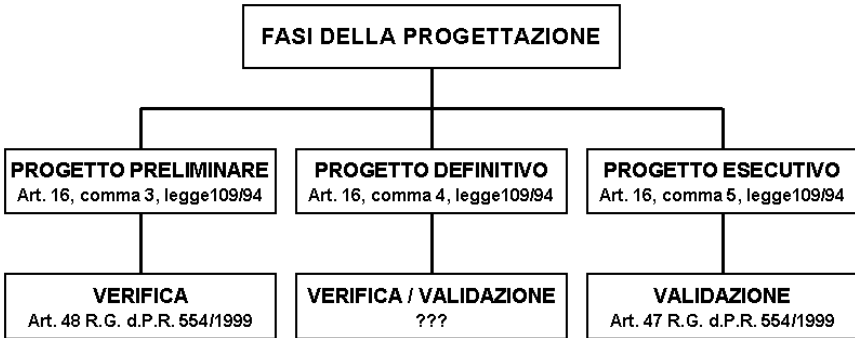 FASI DELLA PROGETTAZIONE
PROGETTO PRELIMINARE
Art. 16, comma 3, legge109/94
PROGETTO DEFINITIVO
Art. 16, comma 4, legge109/94
PROGETTO ESECUTIVO
Art. 16, comma 5, legge109/94
VERIFICA
Art. 48 R.G. d.P.R. 554/1999
VERIFICA / VALIDAZIONE
???
VALIDAZIONE
Art. 47 R.G. d.P.R. 554/1999